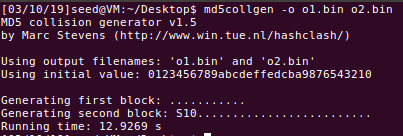 [03/10/19]seed@VM:~/Desktop$ md5collgen -o o1.bin o2.bin
MD5 collision generator v1.5
by Marc Stevens (http://www.win.tue.nl/hashclash/)
Using output filenames: 'o1.bin' and 'o2.bin'
Using initial value: 0123456789abcdeffedcba9876543210
Generating first block: ...........
Generating second block: S10........................
Running time: 12.9269 s